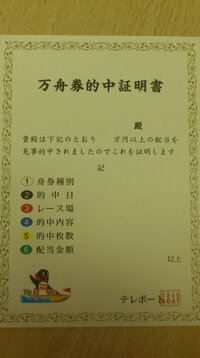 万舟券的中証明書
殿
貴殿は下記のとおり　　万円以上の配当を
見事的中されましたのでこれを証明します
記
① 舟券種別
❷ 的中日
❸ レース場
❹ 的中内容
⑤ 的中枚数
❻ 配当金額
以上
テレボート